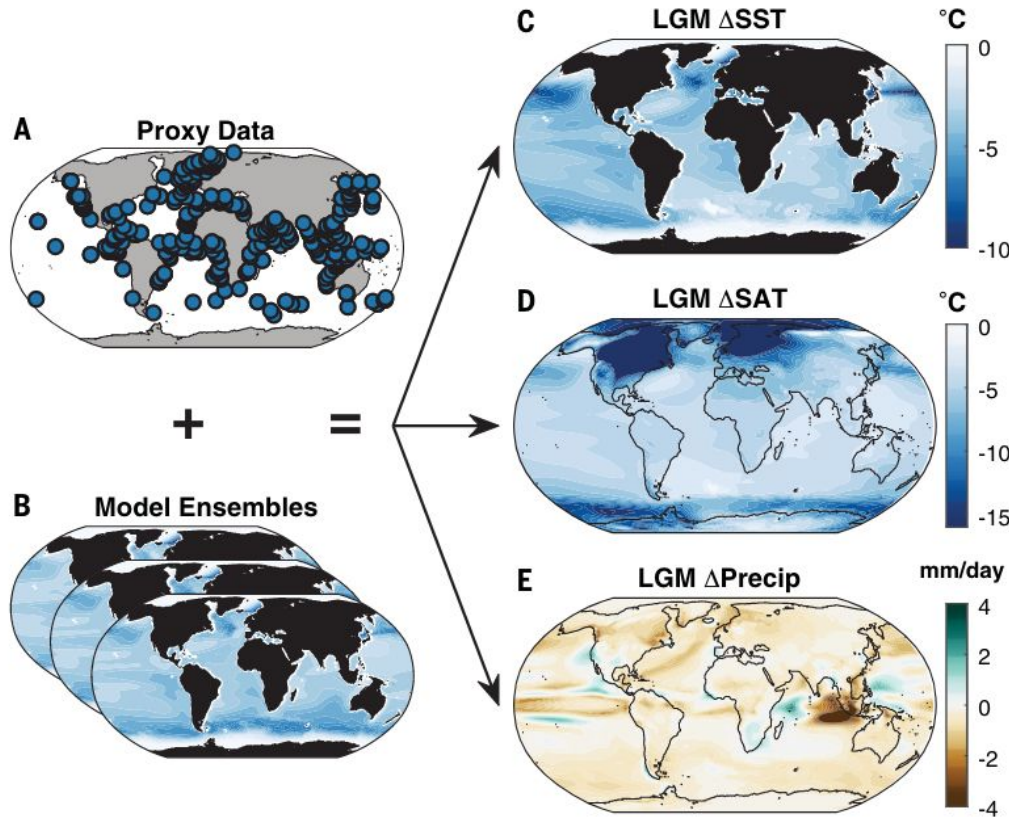 A
Proxy Data
+
=
B
Model Ensembles
C
LGM ΔSST
°C
0
-5
-10
D
LGM ΔSAT
°C
0
-5
-10
-15
E
LGM ΔPrecip
mm/day
4
2
0
-2
-4